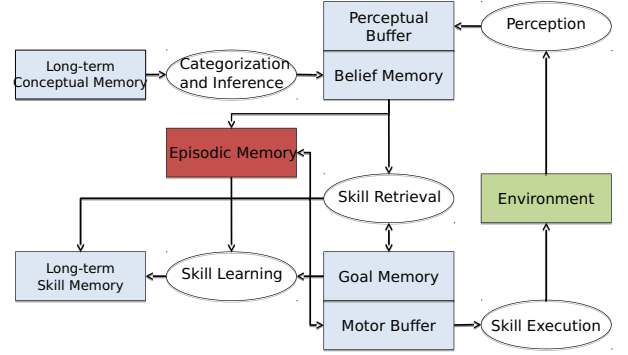 Perceptual
Buffer
Perception
Long-term
Conceptual Memory
Categorization
and Inference
Belief Memory
Episodic Memory
Skill Retrieval
Environment
Long-term
Skill Memory
Skill Learning
Goal Memory
Motor Buffer
Skill Execution